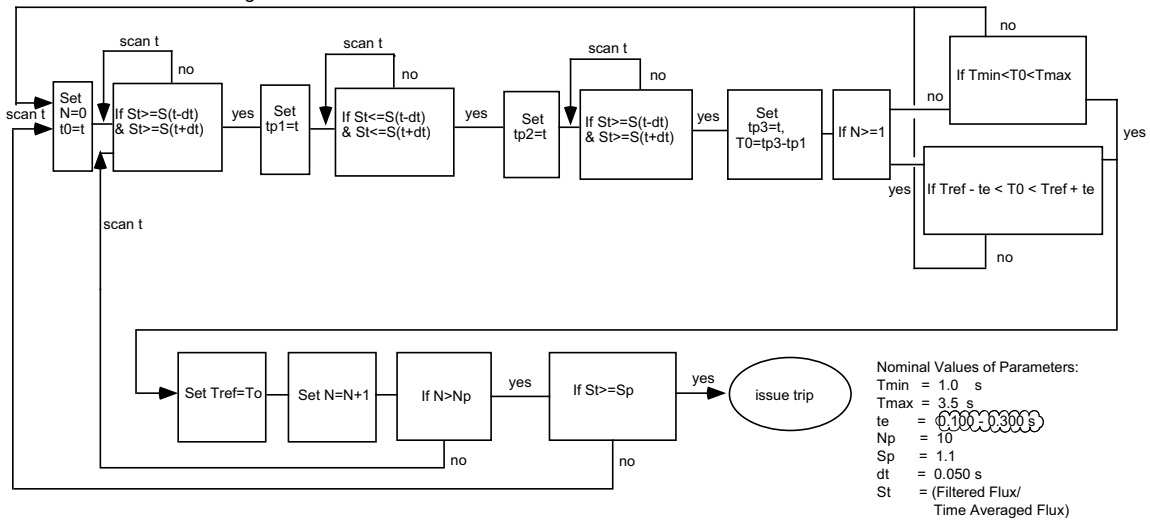 scan t
scan t
scan t
no
no
no
no
If Tmin<T0<Tmax
scan t
Set
N=0
t0=t
If St>=S(t-dt)
& St>=S(t+dt)
yes
Set
tp1=t
If St<=S(t-dt)
& St<=S(t+dt)
yes
Set
tp2=t
If St>=S(t-dt)
& St>=S(t+dt)
yes
Set
tp3=t,
T0=tp3-tp1
If N>=1
no
yes
yes
If Tref - te < T0 < Tref + te
no
scan t
Set Tref=To
Set N=N+1
If N>Np
yes
If St>=Sp
yes
issue trip
no
no
Nominal Values of Parameters:
Tmin = 1.0 s
Tmax = 3.5 s
te = 0.100 - 0.300 s
Np = 10
Sp = 1.1
dt = 0.050 s
St = (Filtered Flux/
Time Averaged Flux)